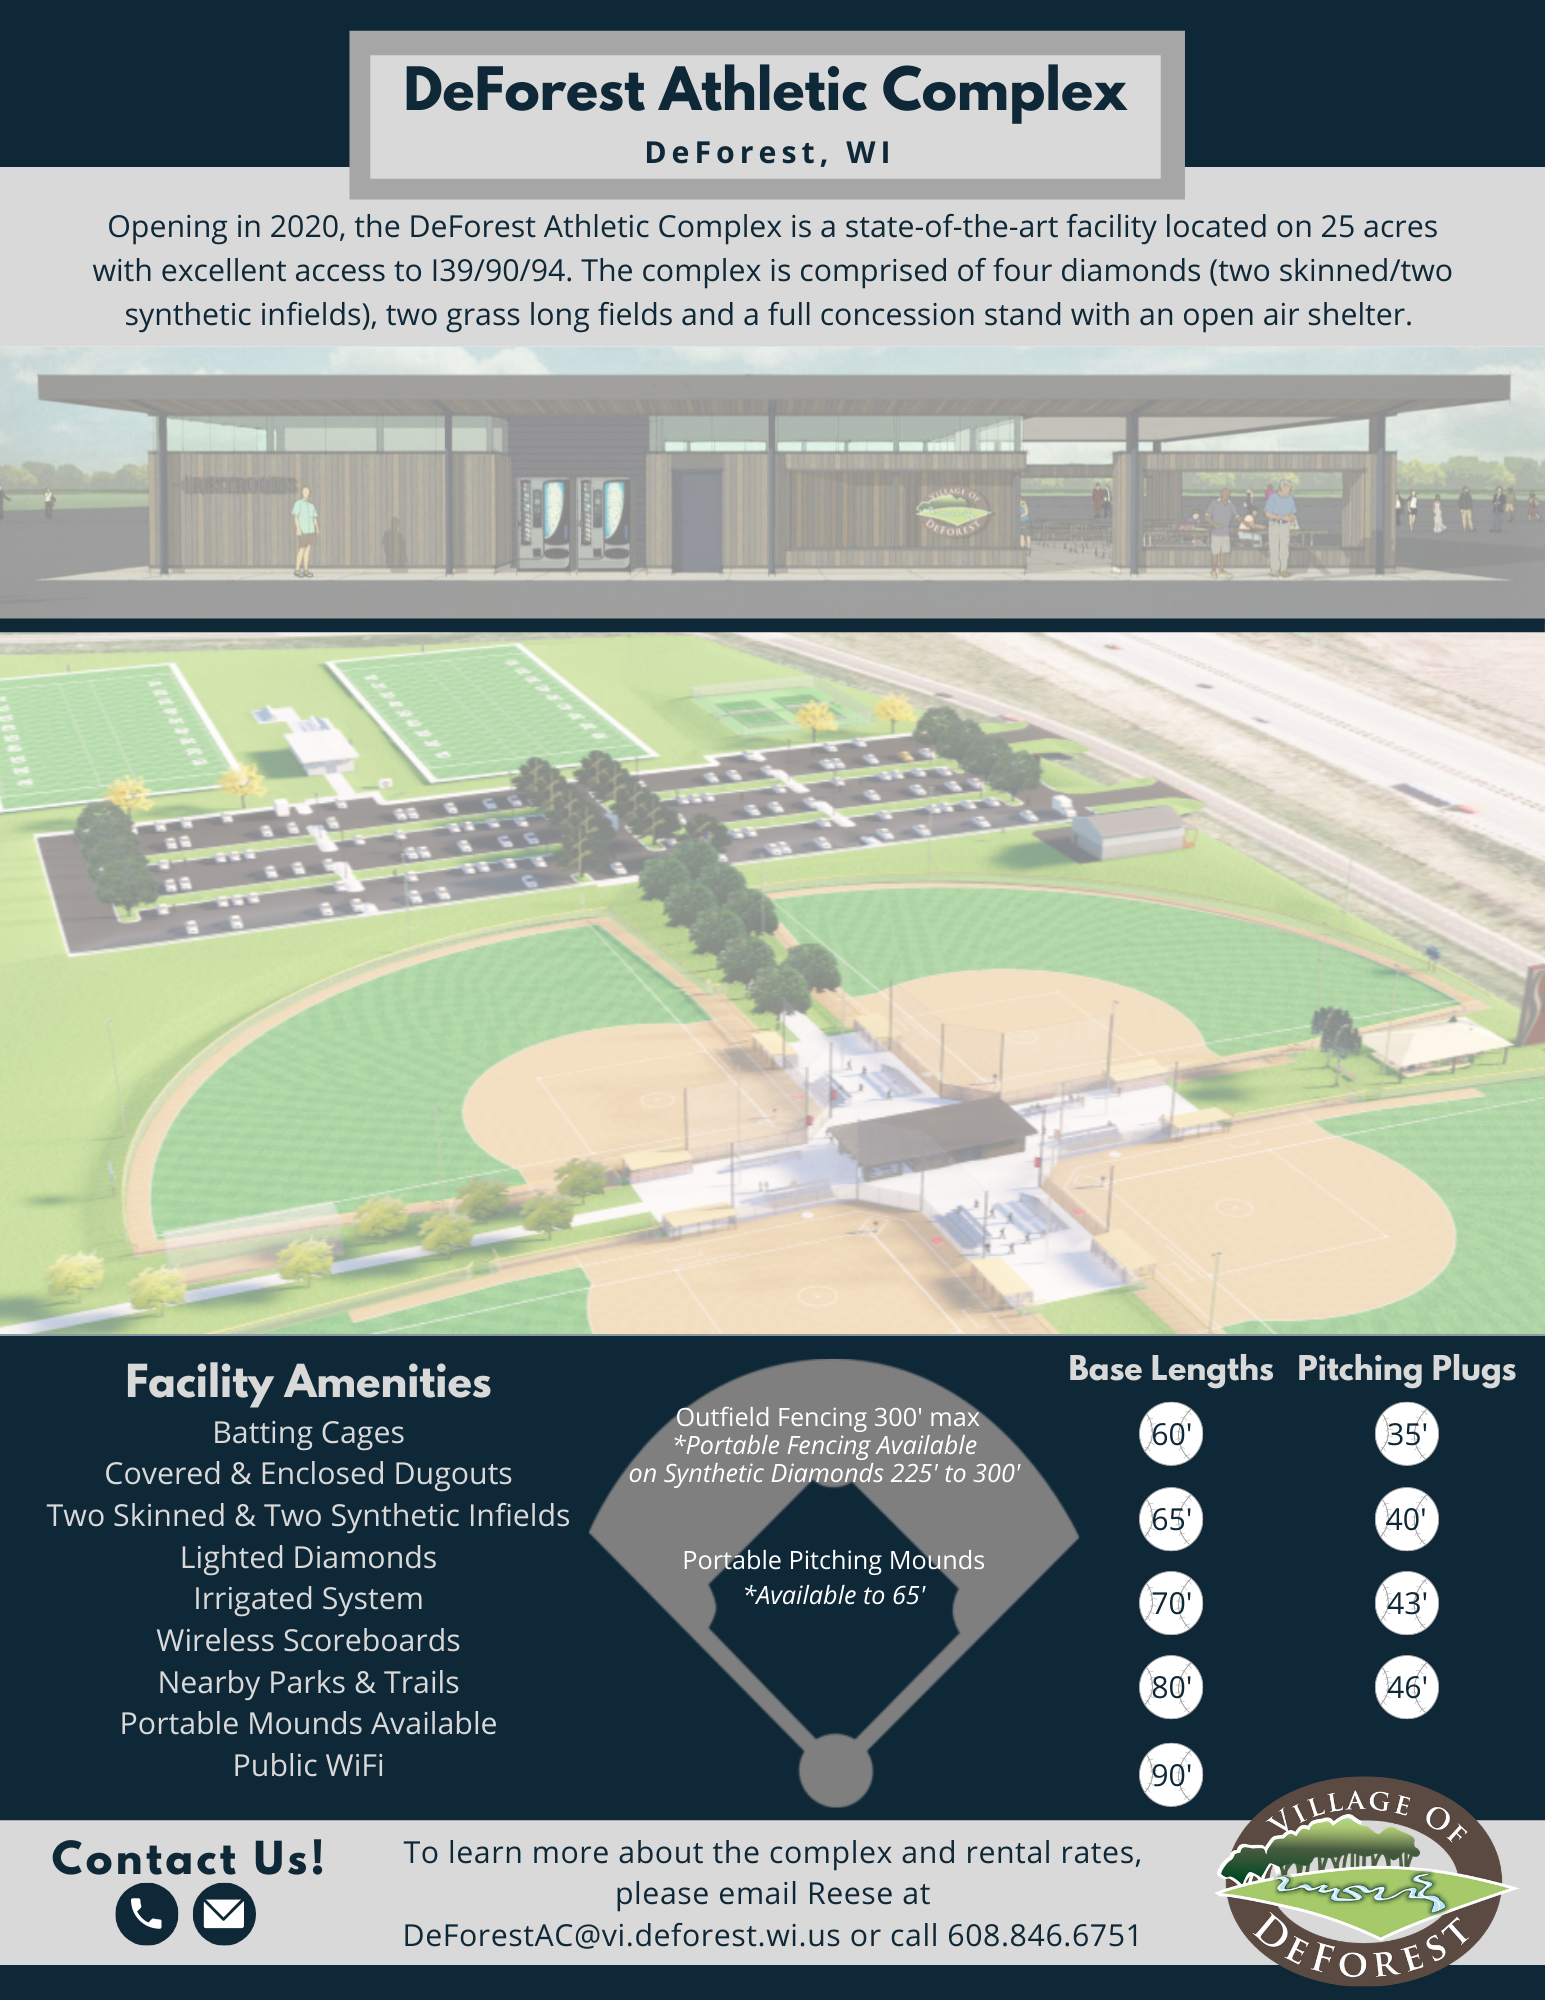 DeForest Athletic Complex
DeForest, WI
Opening in 2020, the DeForest Athletic Complex is a state-of-the-art facility located on 25 acres
with excellent access to I39/90/94. The complex is comprised of four diamonds (two skinned/two
synthetic infields), two grass long fields and a full concession stand with an open air shelter.
RESTROOMS
VILLAGE OF
DEFOREST
Facility Amenities
Batting Cages
Covered & Enclosed Dugouts
Two Skinned & Two Synthetic Infields
Lighted Diamonds
Irrigated System
Wireless Scoreboards
Nearby Parks & Trails
Portable Mounds Available
Public WiFi
Outfield Fencing 300' max
*Portable Fencing Available
on Synthetic Diamonds 225' to 300'
Portable Pitching Mounds
*Available to 65'
Base Lengths
60'
65'
70'
80'
90'
Pitching Plugs
35'
40'
43'
46'
Contact Us!
To learn more about the complex and rental rates,
please email Reese at
DeForestAC@vi.deforest.wi.us or call 608.846.6751
VILLAGE OF
DEFOREST